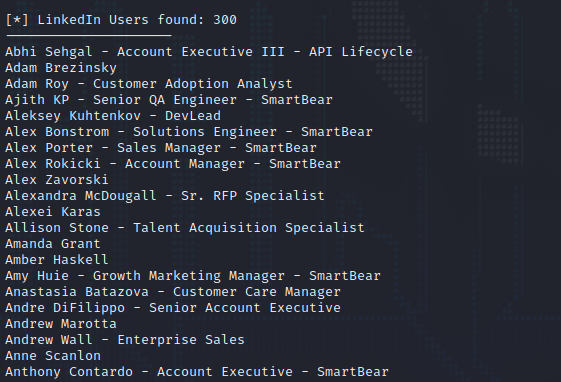 [*] LinkedIn Users found: 300
---------------------
Abhi Sehgal - Account Executive III - API Lifecycle
Adam Brezinsky
Adam Roy - Customer Adoption Analyst
Ajith KP - Senior QA Engineer - SmartBear
Aleksey Kuhtenkov - DevLead
Alex Bonstrom - Solutions Engineer - SmartBear
Alex Porter - Sales Manager - SmartBear
Alex Rokicki - Account Manager - SmartBear
Alex Zavorski
Alexandra McDougall - Sr. RFP Specialist
Alexei Karas
Allison Stone - Talent Acquisition Specialist
Amanda Grant
Amber Haskell
Amy Huie - Growth Marketing Manager - SmartBear
Anastasia Batazova - Customer Care Manager
Andre DiFilippo - Senior Account Executive
Andrew Marotta
Andrew Wall - Enterprise Sales
Anne Scanlon
Anthony Contardo - Account Executive - SmartBear